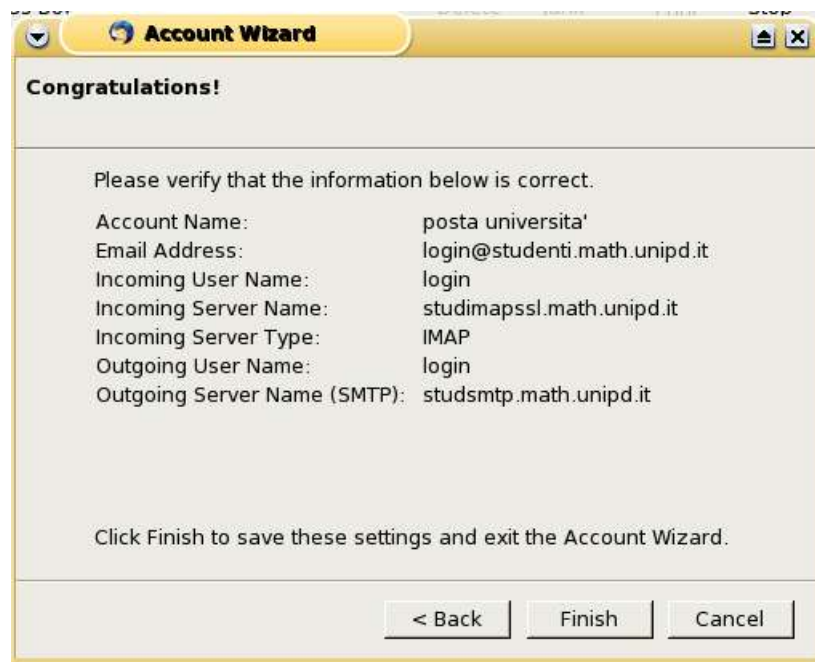 Account Wizard
Congratulations!
Please verify that the information below is correct.
Account Name: posta universita'
Email Address: login@studenti.math.unipd.it
Incoming User Name: login
Incoming Server Name: studimapssl.math.unipd.it
Incoming Server Type: IMAP
Outgoing User Name: login
Outgoing Server Name (SMTP): studsmtp.math.unipd.it
Click Finish to save these settings and exit the Account Wizard.
< Back Finish Cancel